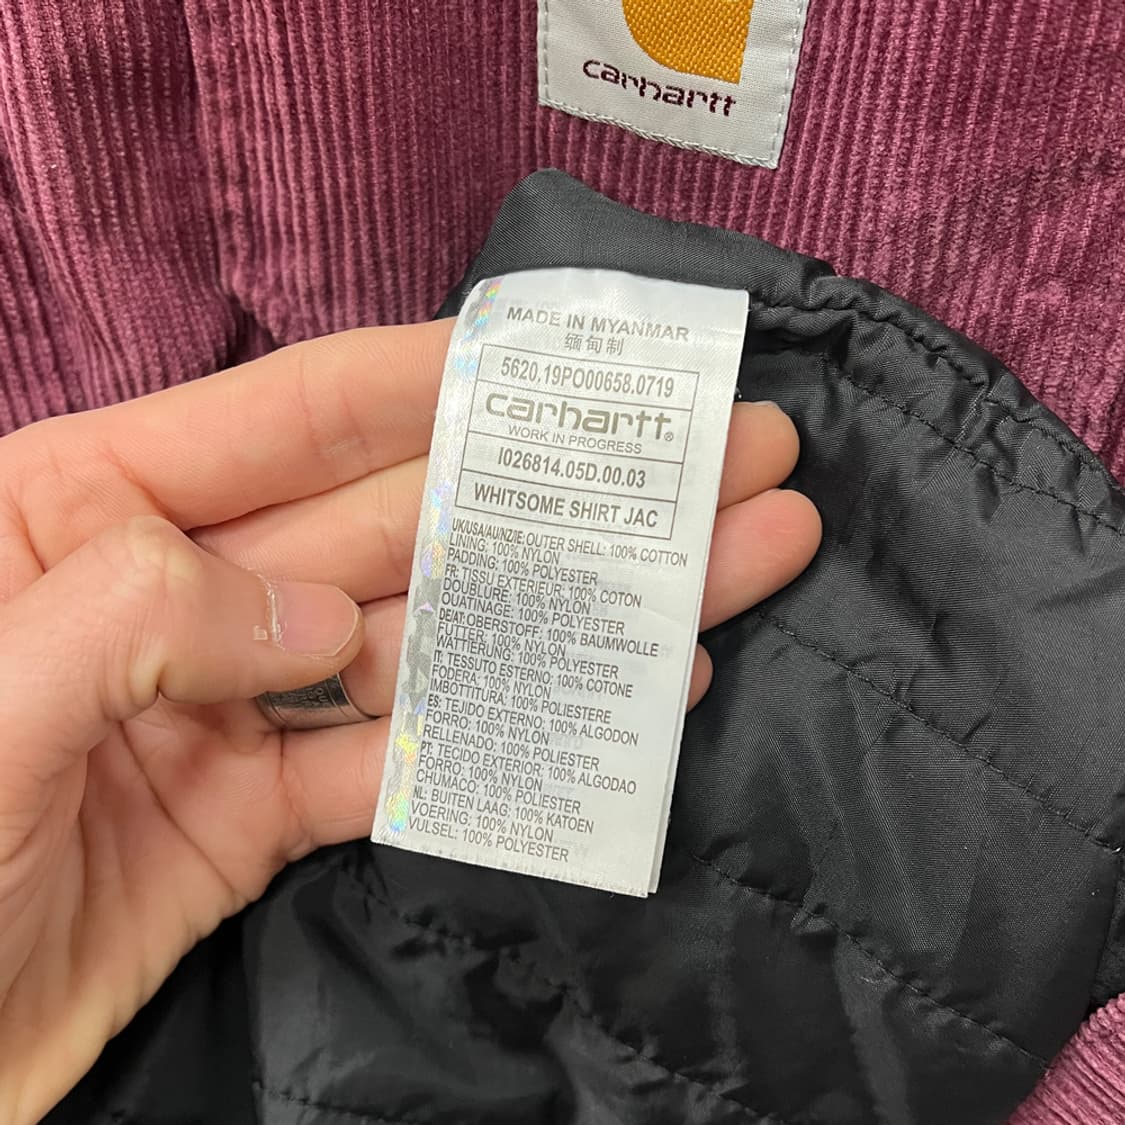 carhartt
MADE IN MYANMAR
缅甸制
5620.19PO00658.0719
carhartt®
WORK IN PROGRESS
I026814.05D.00.03
WHITSOME SHIRT JAC
UK/USA/AU/NZ/IE: OUTER SHELL: 100% COTTON
LINING: 100% NYLON
PADDING: 100% POLYESTER
FR: TISSU EXTERIEUR: 100% COTON
DOUBLURE: 100% NYLON
OUATINAGE: 100% POLYESTER
DE/AT: OBERSTOFF: 100% BAUMWOLLE
FUTTER: 100% NYLON
WATTIERUNG: 100% POLYESTER
IT: TESSUTO ESTERNO: 100% COTONE
FODERA: 100% NYLON
IMBOTTITURA: 100% POLIESTERE
ES: TEJIDO EXTERNO: 100% ALGODON
FORRO: 100% NYLON
RELLENADO: 100% POLIESTER
PT: TECIDO EXTERIOR: 100% ALGODAO
FORRO: 100% NYLON
CHUMACO: 100% POLYESTER
NL: BUITEN LAAG: 100% KATOEN
VOERING: 100% NYLON
VULSEL: 100% POLYESTER